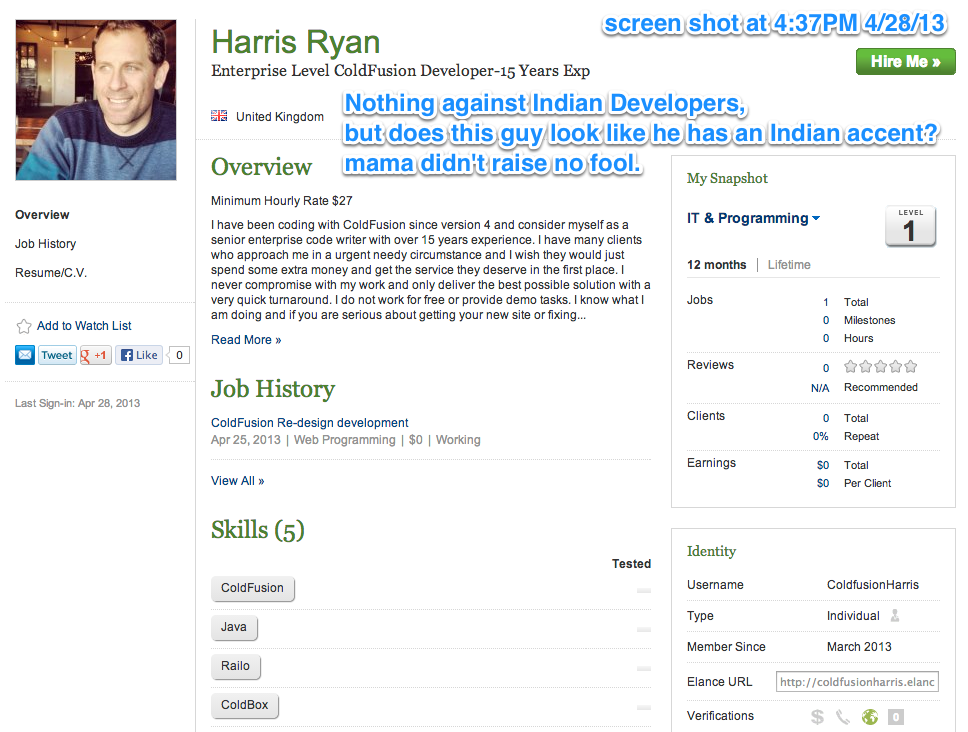 screen shot at 4:37PM 4/28/13
Harris Ryan
Enterprise Level ColdFusion Developer-15 Years Exp
Hire Me »
United Kingdom
Nothing against Indian Developers,
but does this guy look like he has an Indian accent?
mama didn't raise no fool.
Overview
Job History
Resume/C.V.
Add to Watch List
Tweet
g +1
Like
0
Last Sign-in: Apr 28, 2013
Overview
Minimum Hourly Rate $27
I have been coding with ColdFusion since version 4 and consider myself as a
senior enterprise code writer with over 15 years experience. I have many clients
who approach me in a urgent needy circumstance and I wish they would just
spend some extra money and get the service they deserve in the first place. I
never compromise with my work and only deliver the best possible solution with a
very quick turnaround. I do not work for free or provide demo tasks. I know what I
am doing and if you are serious about getting your new site or fixing...
Read More »
Job History
ColdFusion Re-design development
Apr 25, 2013 | Web Programming | $0 | Working
View All »
Skills (5)
Tested
ColdFusion
Java
Railo
ColdBox
My Snapshot
IT & Programming
LEVEL
1
12 months | Lifetime
Jobs 1 Total
0 Milestones
0 Hours
Reviews 0
N/A Recommended
Clients 0 Total
0% Repeat
Earnings $0 Total
$0 Per Client
Identity
Username ColdfusionHarris
Type Individual
Member Since March 2013
Elance URL http://coldfusionharris.elanc
Verifications $ 0